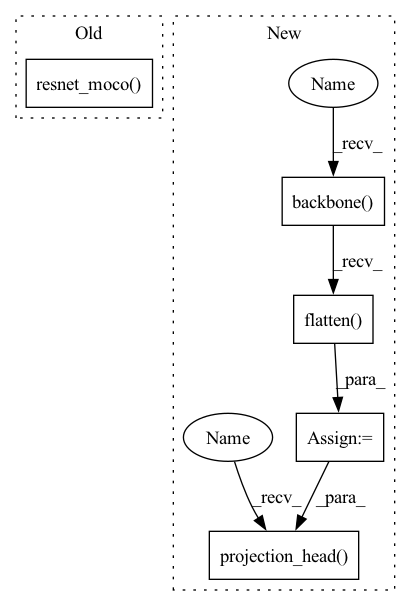 Old
New
resnet_moco()
Name
_recv_
backbone()
_recv_
flatten()
_para_
Name
Assign:=
_recv_
_para_
projection_head()